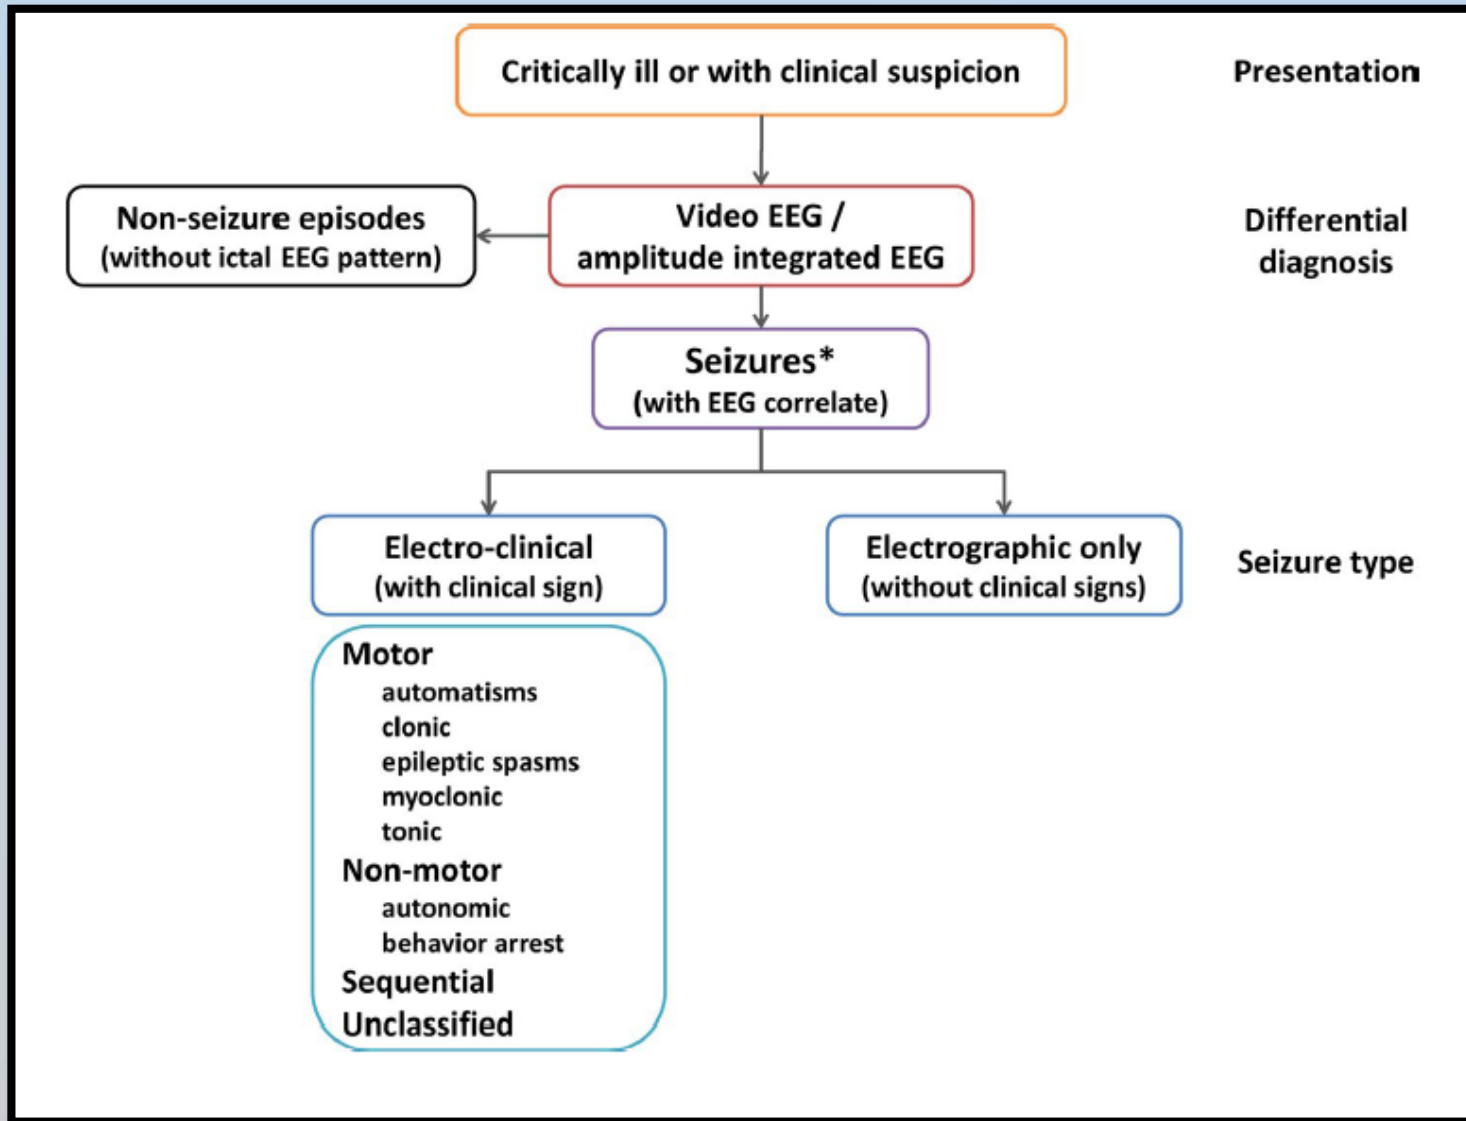 Critically ill or with clinical suspicion
Presentation
Non-seizure episodes
(without ictal EEG pattern)
Video EEG /
amplitude integrated EEG
Differential
diagnosis
Seizures*
(with EEG correlate)
Electro-clinical
(with clinical sign)
Electrographic only
(without clinical signs)
Seizure type
Motor
automatisms
clonic
epileptic spasms
myoclonic
tonic
Non-motor
autonomic
behavior arrest
Sequential
Unclassified